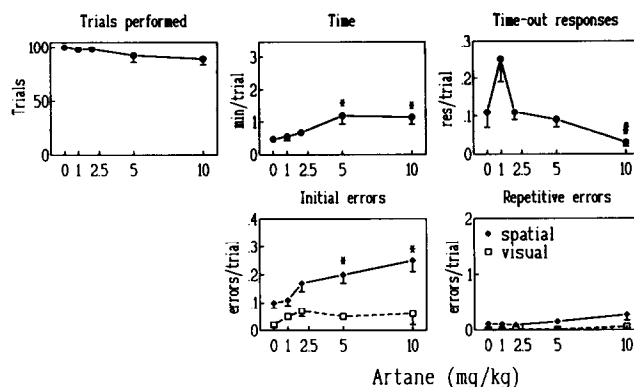 Trials performed
Time
Time-out responses
100
50
0
Trials
0 1 2.5 5 10
3
2
1
0
min/trial
* *
0 1 2.5 5 10
.3
.2
.1
0
res/trial
*
0 1 2.5 5 10
Initial errors
Repetitive errors
.4
.3
.2
.1
0
errors/trial
* *
0 1 2.5 5 10
2
1
0
errors/trial
spatial
visual
0 1 2.5 5 10
Artane (mg/kg)